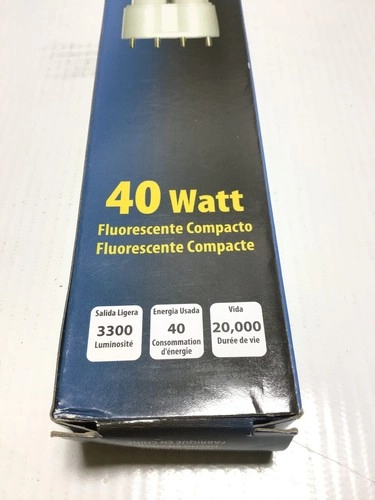 40 Watt
Fluorescente Compacto
Fluorescente Compacte
Salida Ligera
3300
Luminosité
Energia Usada
40
Consommation
d'énergie
Vida
20,000
Durée de vie